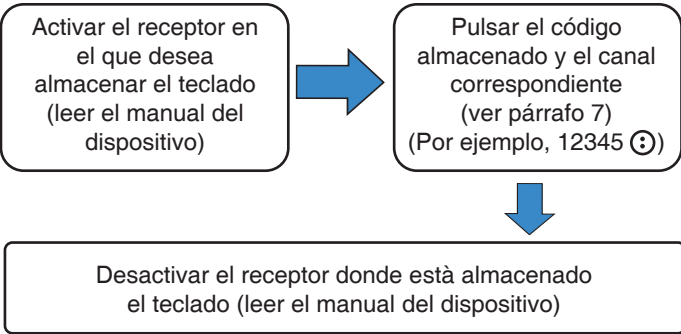 Activar el receptor en
el que desea
almacenar el teclado
(leer el manual del
dispositivo)
Pulsar el código
almacenado y el canal
correspondiente
(ver párrafo 7)
(Por ejemplo, 12345 :)
Desactivar el receptor donde està almacenado
el teclado (leer el manual del dispositivo)